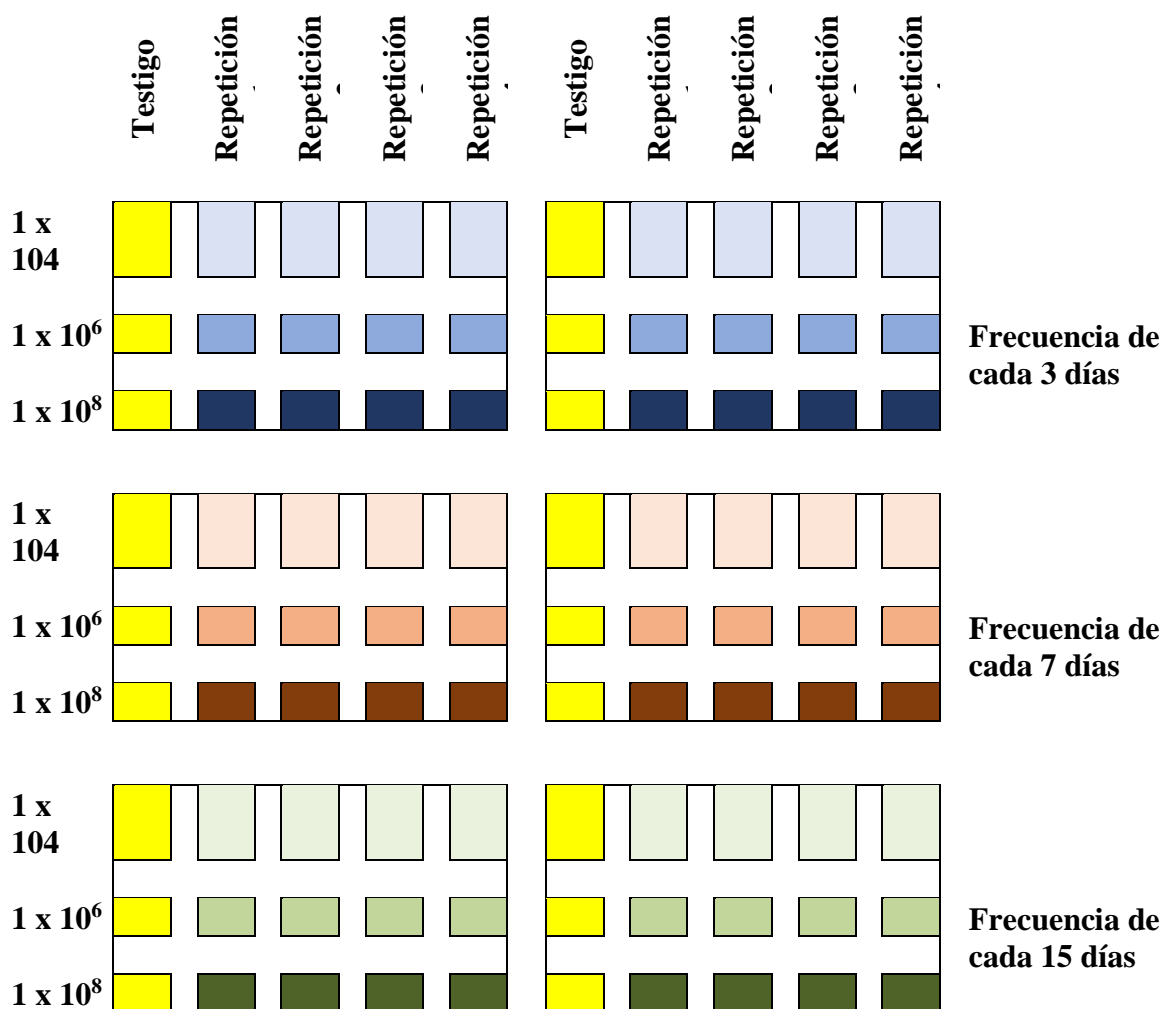 Testigo
Repetición
Repetición
Repetición
Repetición
Testigo
Repetición
Repetición
Repetición
Repetición
1 x
104
1 x 10⁶
1 x 10⁸
Frecuencia de
cada 3 días
1 x
104
1 x 10⁶
1 x 10⁸
Frecuencia de
cada 7 días
1 x
104
1 x 10⁶
1 x 10⁸
Frecuencia de
cada 15 días